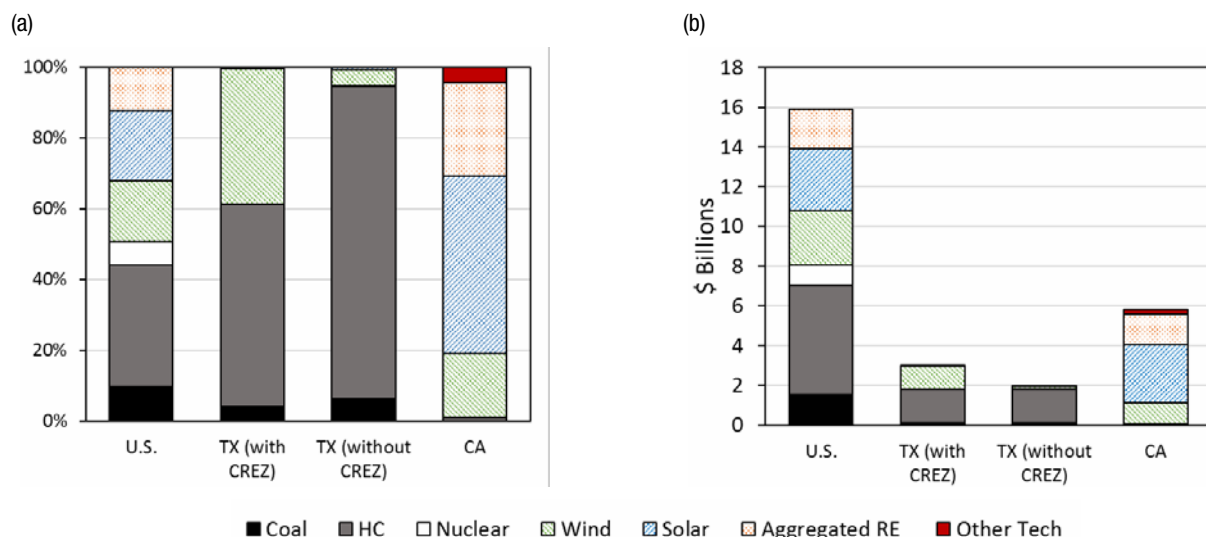 (a)
100%
80%
60%
40%
20%
0%
U.S.
TX (with
CREZ)
TX (without
CREZ)
CA
(b)
$ Billions
18
16
14
12
10
8
6
4
2
0
U.S.
TX (with
CREZ)
TX (without
CREZ)
CA
Coal HC Nuclear Wind Solar Aggregated RE Other Tech